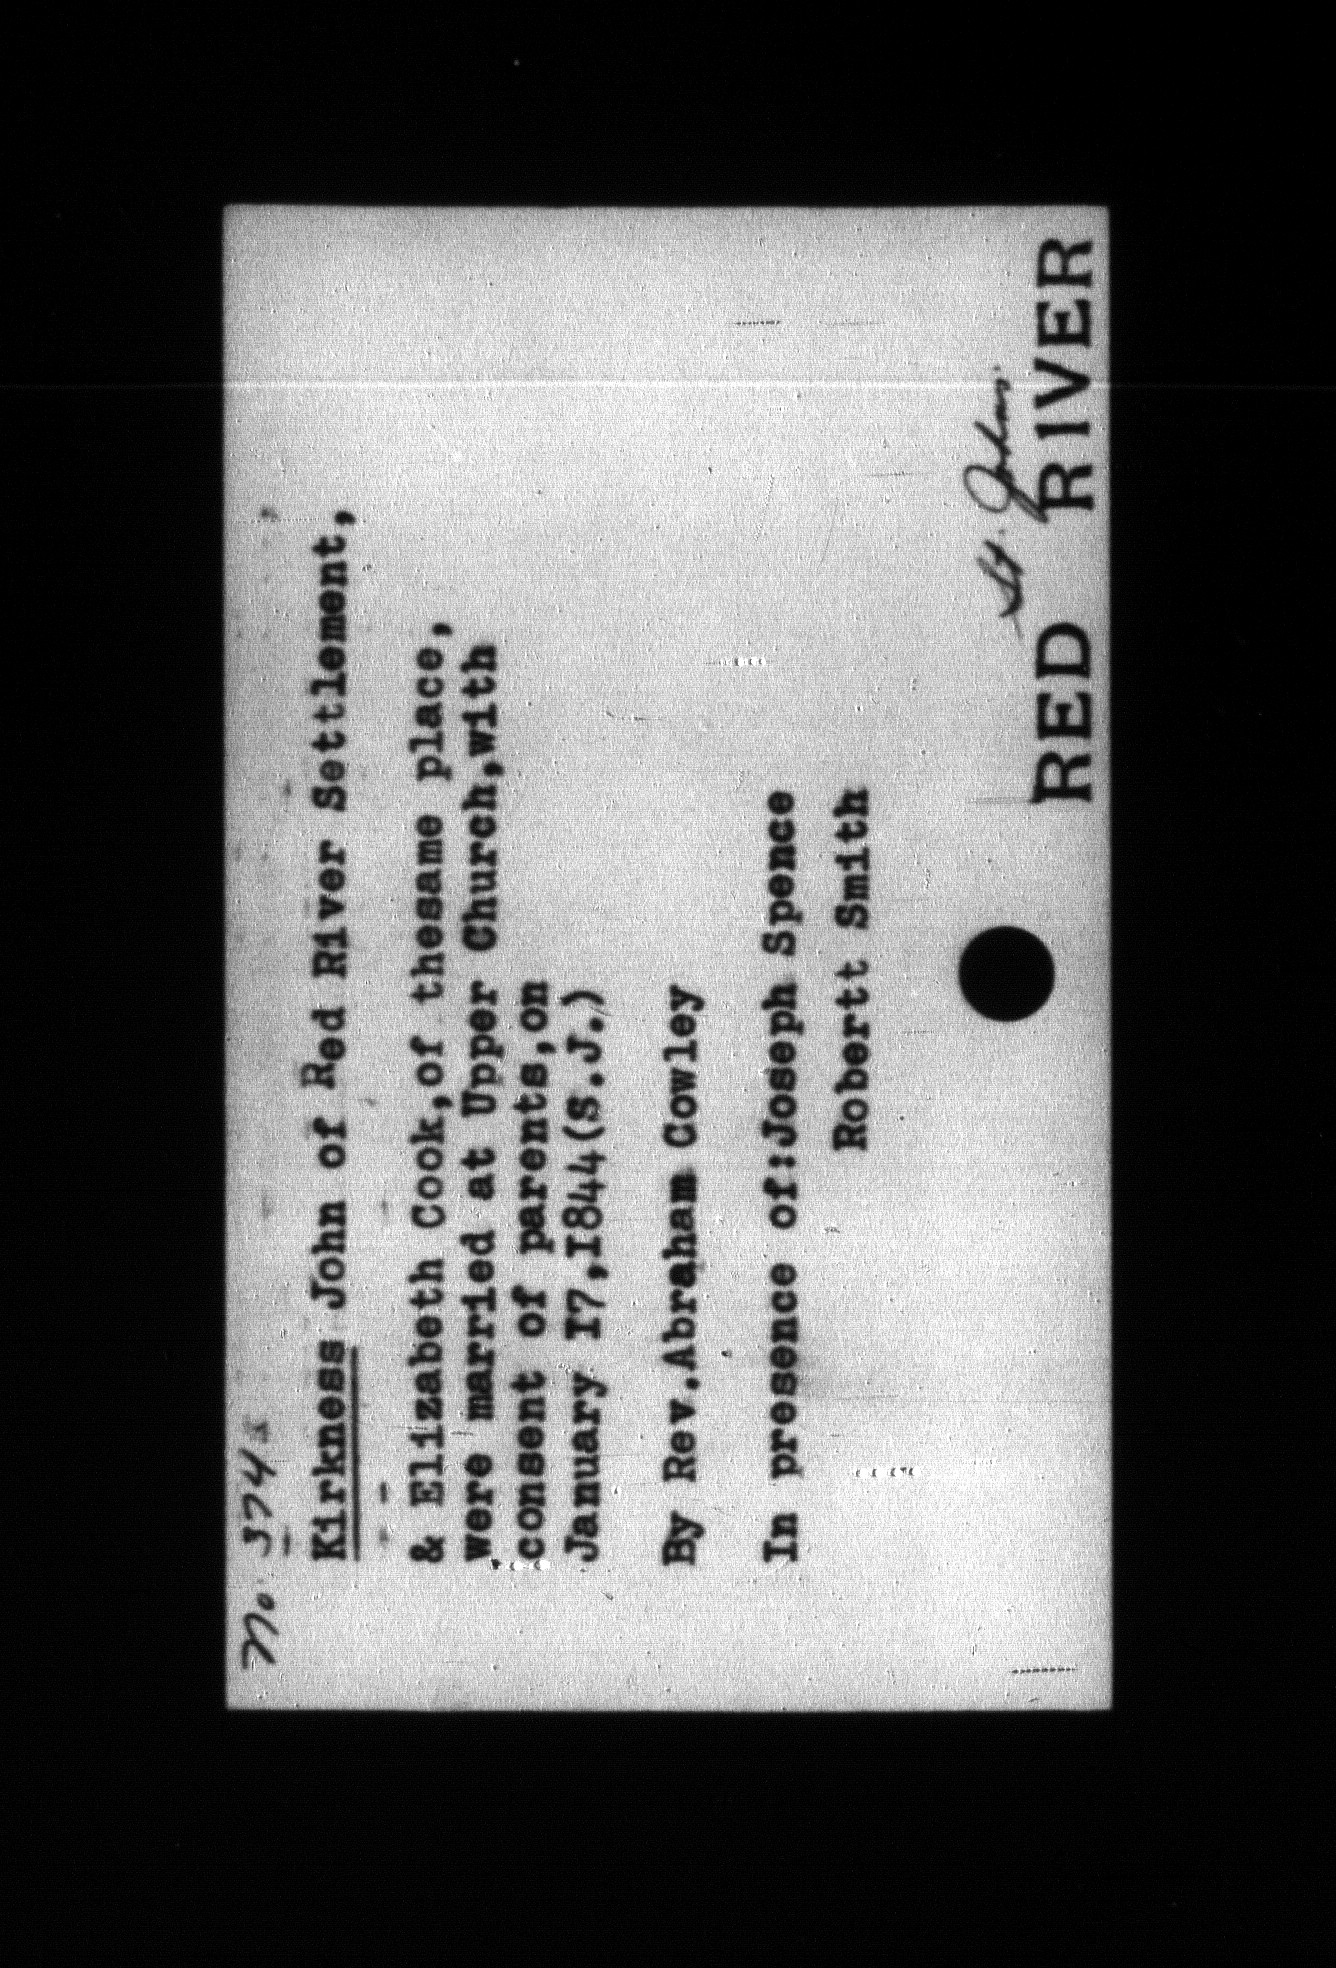 No. 374
Kirkness John of Red River Settlement,
& Elizabeth Cook,of thesame place,
were married at Upper Church,with
consent of parents,on
January I7,I844(S.J.)
By Rev.Abraham Cowley
In presence of:Joseph Spence
Robertt Smith
St. Johns.
RED RIVER